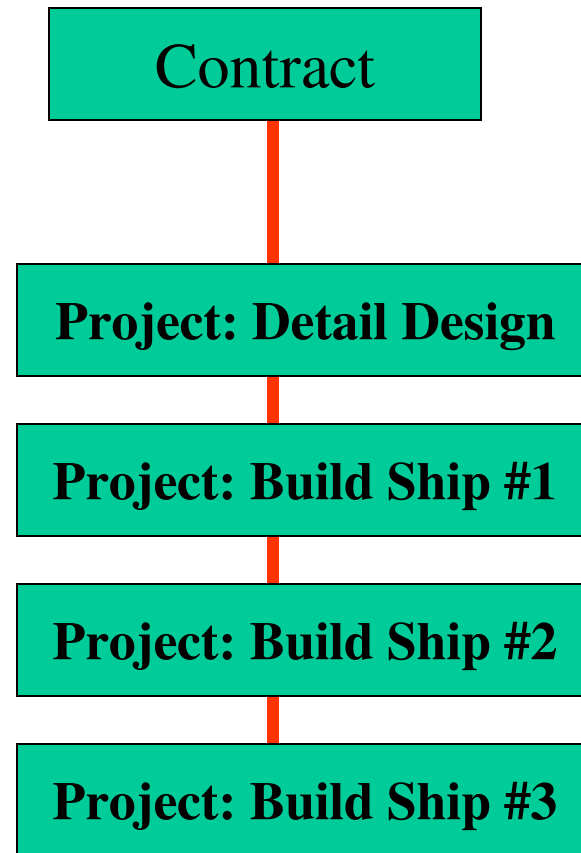 Contract
Project: Detail Design
Project: Build Ship #1
Project: Build Ship #2
Project: Build Ship #3